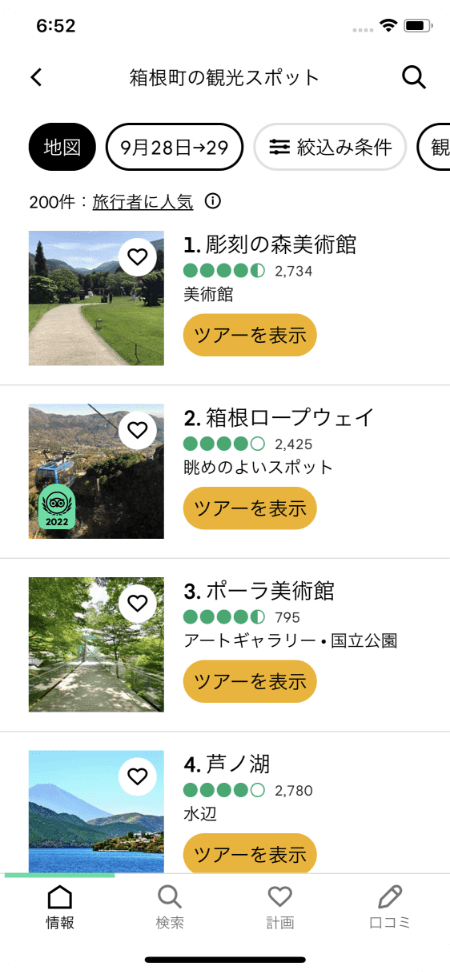 6:52
箱根町の観光スポット
地図
9月28日→29
絞込み条件
観
200件：旅行者に人気
1. 彫刻の森美術館
2,734
美術館
ツアーを表示
2. 箱根ロープウェイ
2,425
眺めのよいスポット
ツアーを表示
2022
3. ポーラ美術館
795
アートギャラリー • 国立公園
ツアーを表示
4. 芦ノ湖
2,780
水辺
ツアーを表示
情報
検索
計画
口コミ